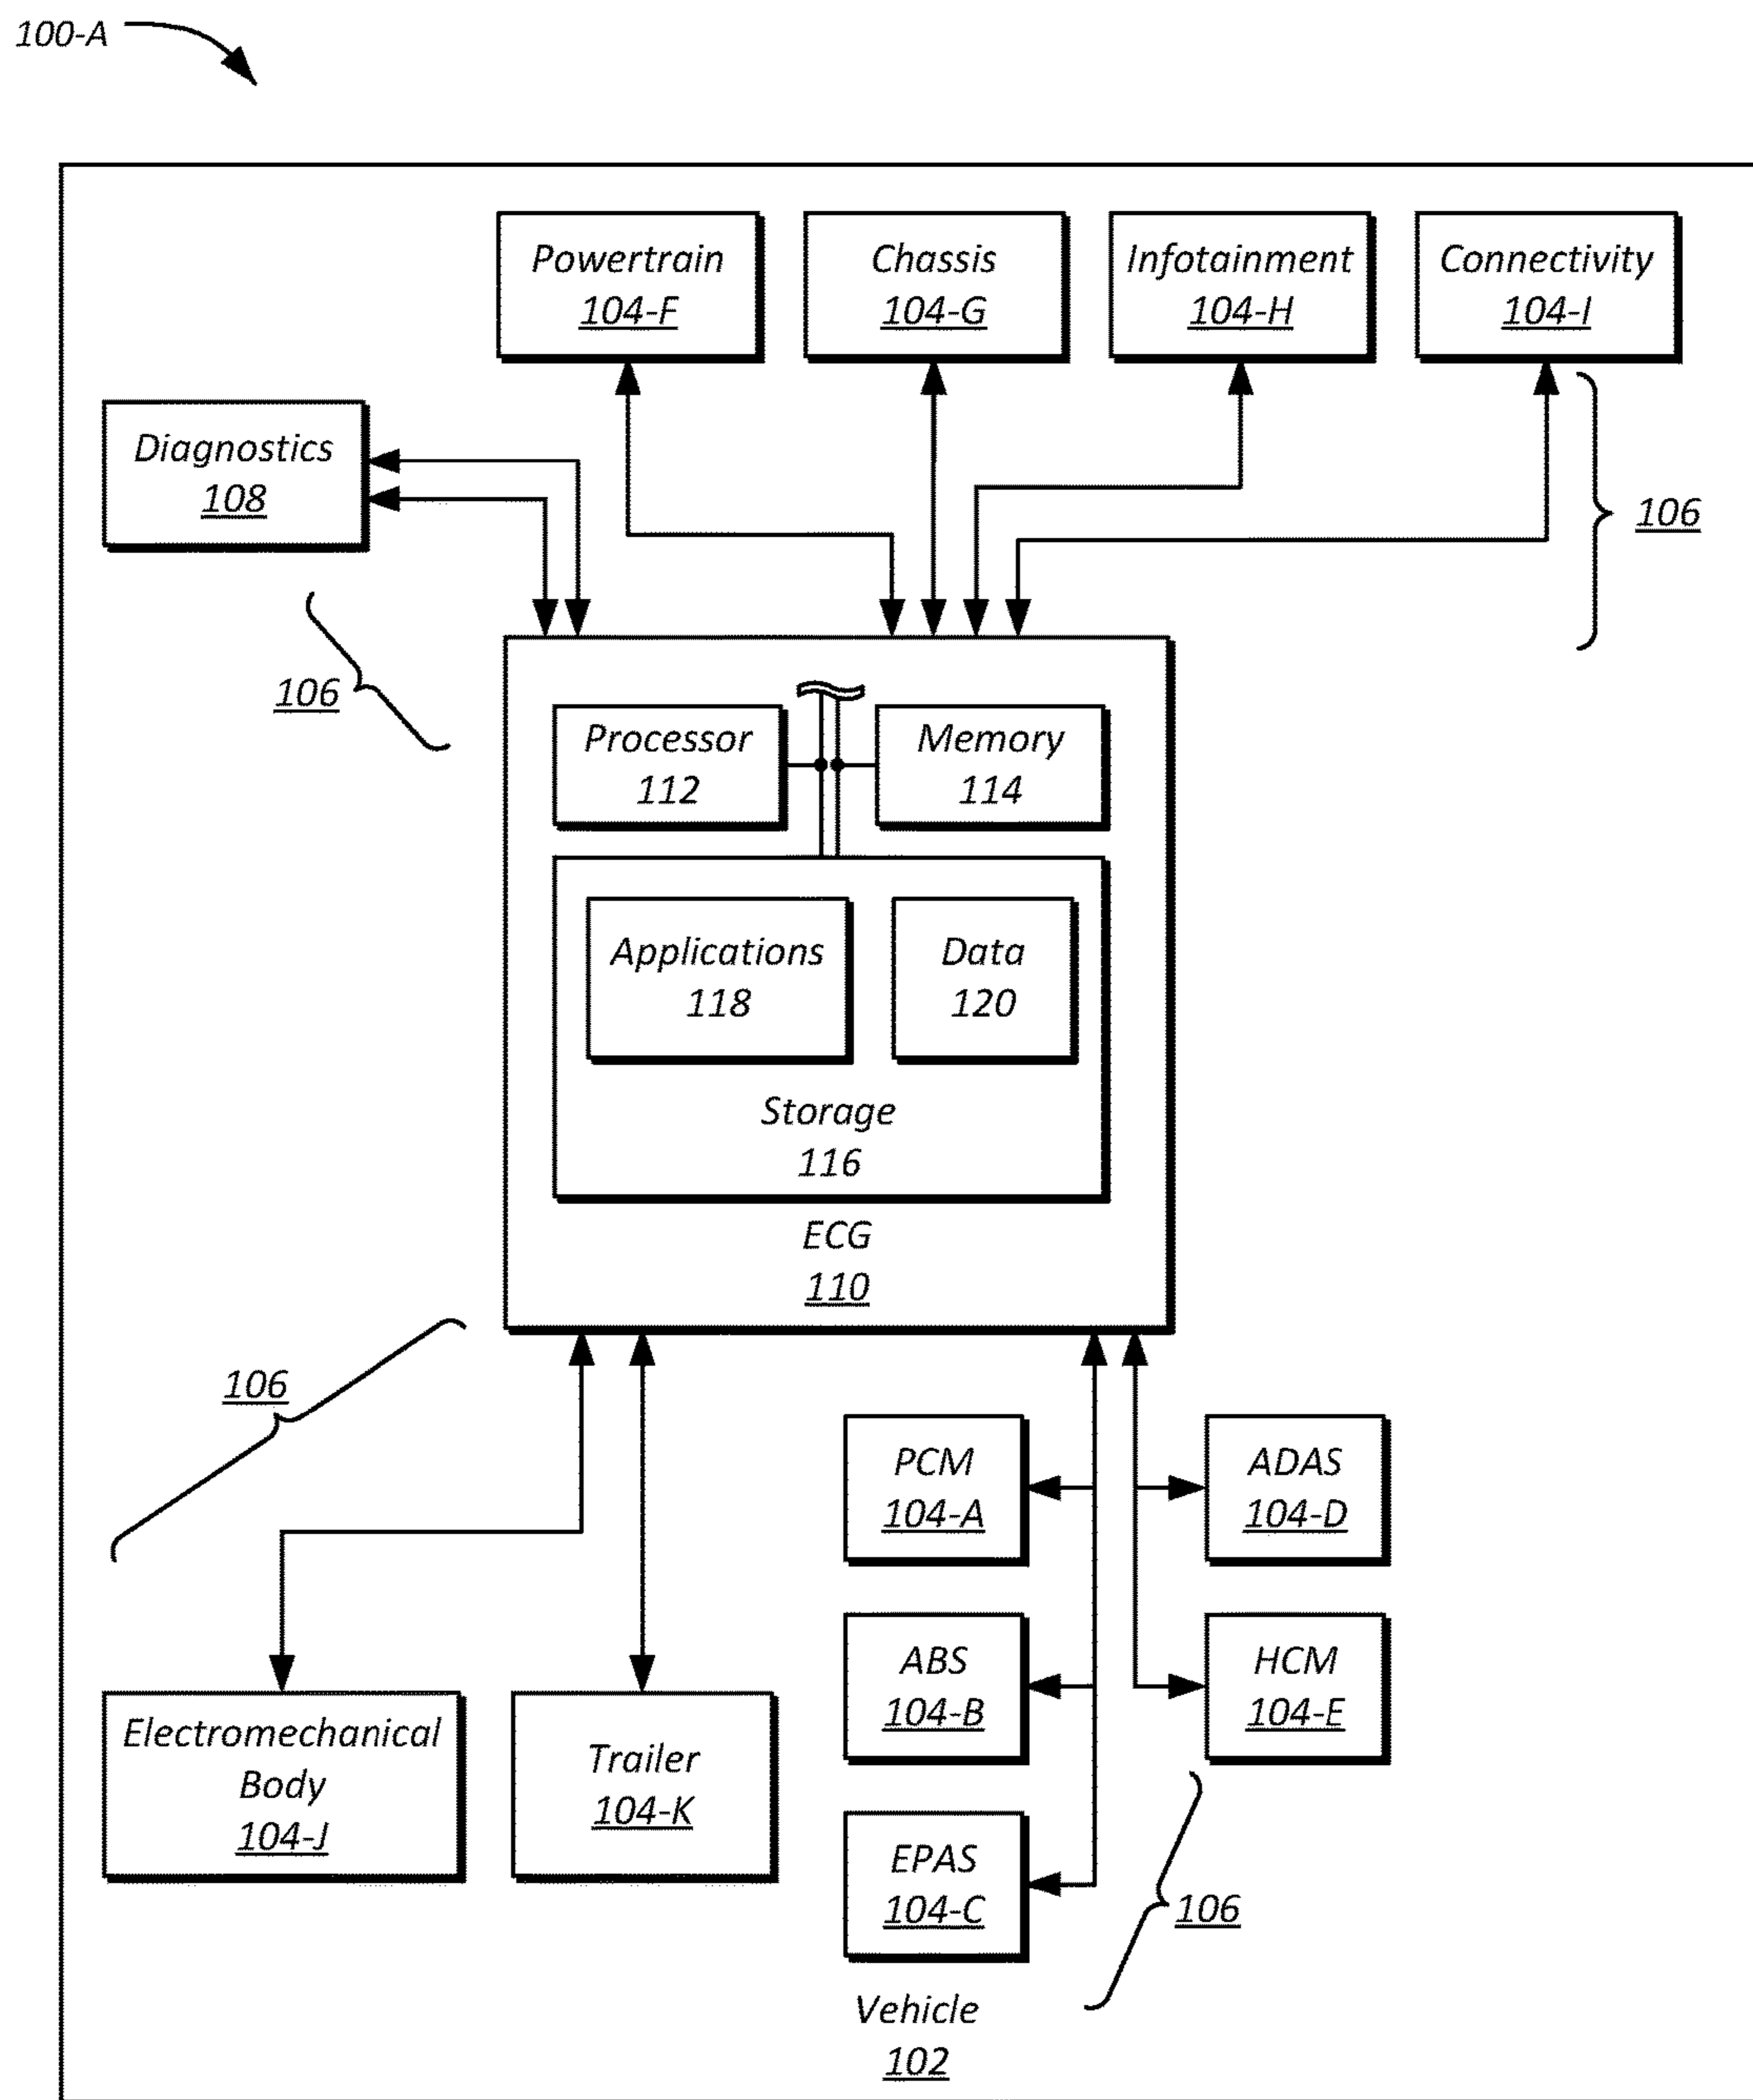 100-A
Powertrain
104-F
Chassis
104-G
Infotainment
104-H
Connectivity
104-I
Diagnostics
108
106
106
Processor
112
Memory
114
Applications
118
Data
120
Storage
116
ECG
110
106
PCM
104-A
ADAS
104-D
ABS
104-B
HCM
104-E
Electromechanical
Body
104-J
Trailer
104-K
EPAS
104-C
106
Vehicle
102